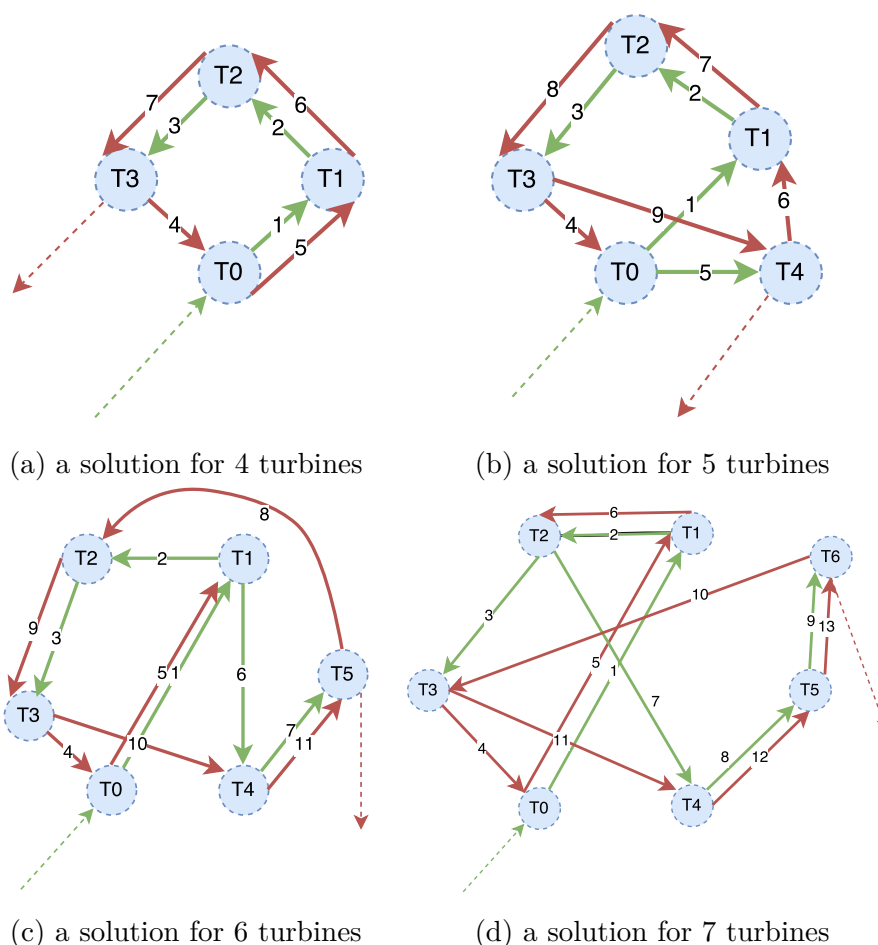 T2
7
6
3
2
T3
T1
4
1
5
T0
T2
7
8
2
3
T1
T3
6
1
9
4
T0
5
T4
(a) a solution for 4 turbines
(b) a solution for 5 turbines
8
T2
2
T1
9
3
5
1
6
T5
T3
7
4
10
11
T0
T4
6
T2
2
T1
T6
10
3
9
13
5
1
T3
7
T5
4
11
8
12
T0
T4
(c) a solution for 6 turbines
(d) a solution for 7 turbines